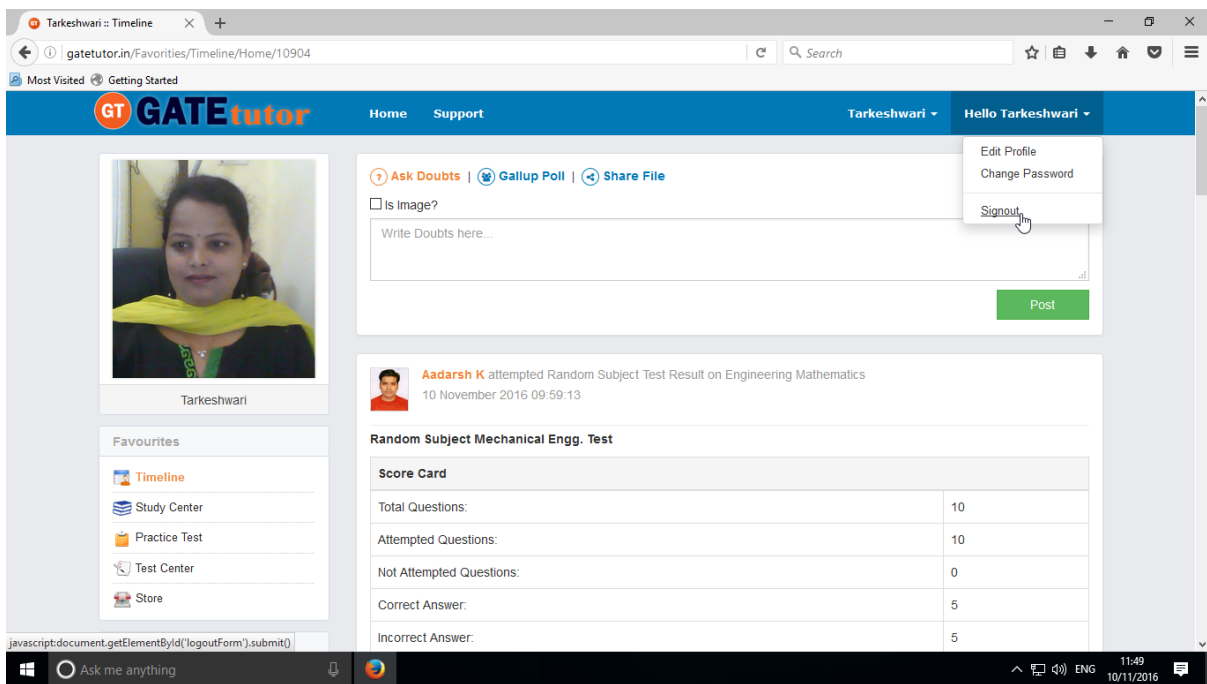 Tarkeshwari :: Timeline
gatetutor.in/Favorities/Timeline/Home/10904
Search
Most Visited Getting Started
GT GATEtutor Home Support Tarkeshwari Hello Tarkeshwari
Edit Profile
Change Password
Signout
Ask Doubts | Gallup Poll | Share File
Is Image?
Write Doubts here...
Post
Tarkeshwari
Favourites
Timeline
Study Center
Practice Test
Test Center
Store
Aadarsh K attempted Random Subject Test Result on Engineering Mathematics
10 November 2016 09:59:13
Random Subject Mechanical Engg. Test
Score Card
Total Questions: 10
Attempted Questions: 10
Not Attempted Questions: 0
Correct Answer: 5
Incorrect Answer: 5
javascript:document.getElementById('logoutForm').submit()
Ask me anything
ENG
11:49
10/11/2016